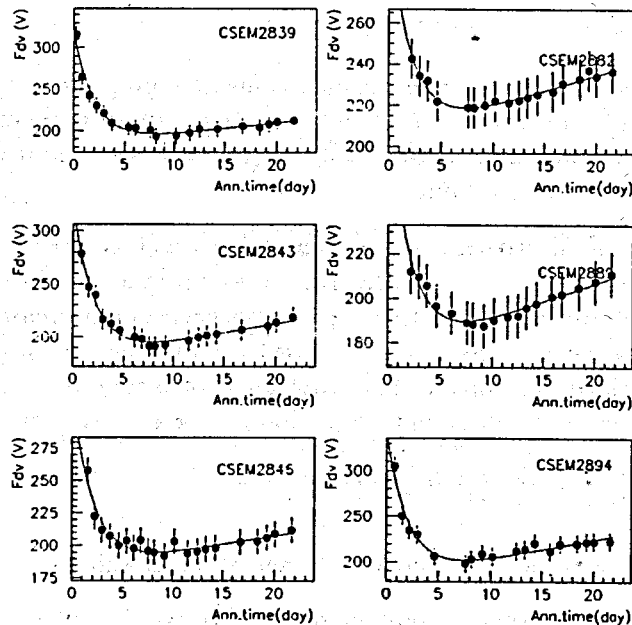 Fdv (V)
300
250
200
CSEM2839
0 5 10 15 20
Ann.time(day)
Fdv (V)
260
240
220
200
0 5 10 15 20
Ann.time(day)
Fdv (V)
300
250
200
CSEM2843
0 5 10 15 20
Ann.time(day)
Fdv (V)
220
200
180
0 5 10 15 20
Ann.time(day)
Fdv (V)
275
250
225
200
175
CSEM2845
0 5 10 15 20
Ann.time(day)
Fdv (V)
300
250
200
CSEM2894
0 5 10 15 20
Ann.time(day)